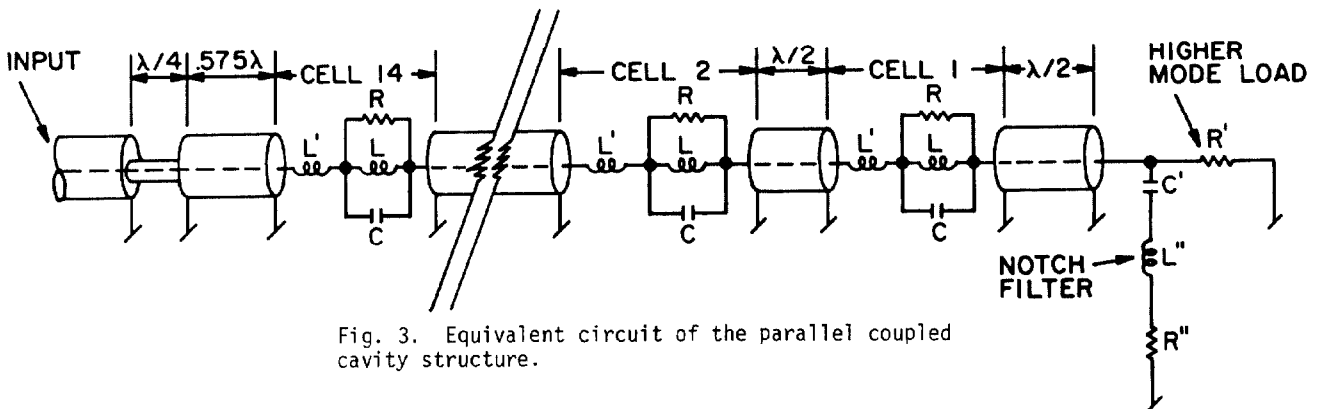 INPUT
λ/4
.575λ
CELL 14
CELL 2
λ/2
CELL 1
λ/2
HIGHER
MODE LOAD
R
R
R
R'
L'
L
L'
L
L'
L
C'
C
C
C
NOTCH
FILTER
L"
R"
Fig. 3. Equivalent circuit of the parallel coupled
cavity structure.